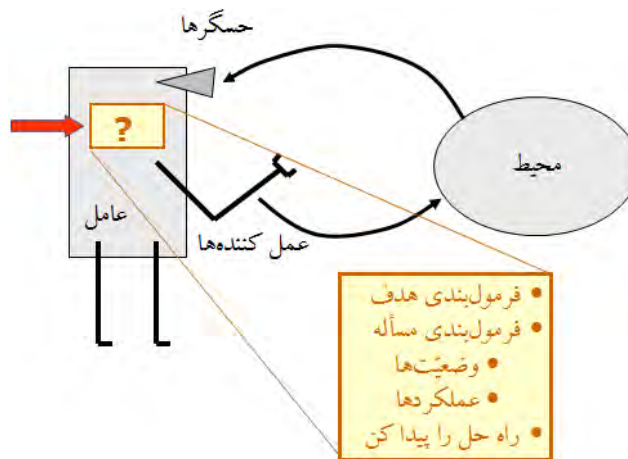 حسگرها
?
محیط
عامل
عمل کننده‌ها
• فرمول‌بندی هدف
• فرمول‌بندی مسأله
• وضعیّت‌ها
• عملکردها
• راه حل را پیدا کن